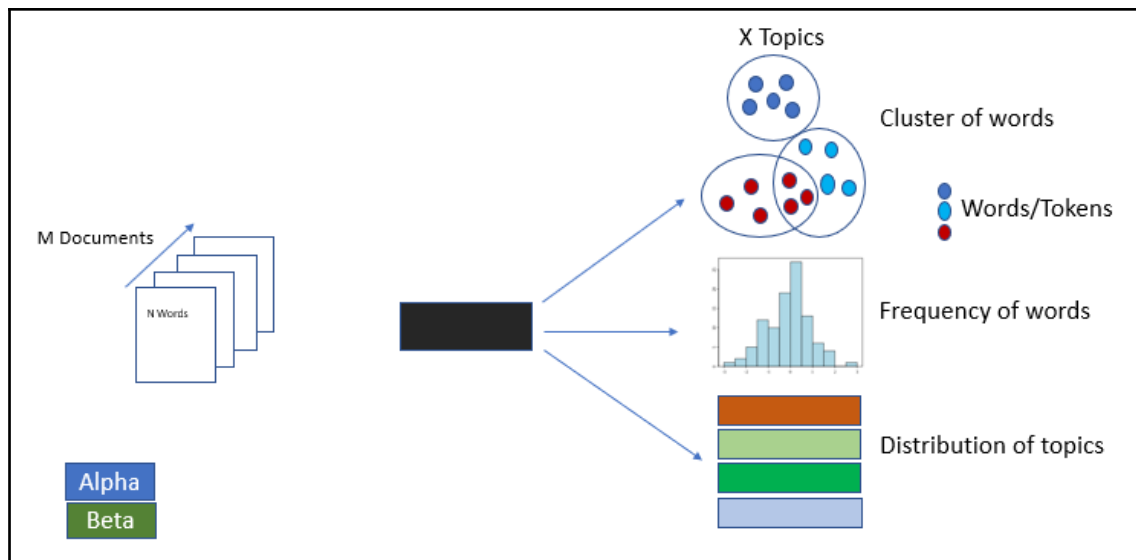 X Topics
Cluster of words
Words/Tokens
M Documents
N Words
Frequency of words
Distribution of topics
Alpha
Beta